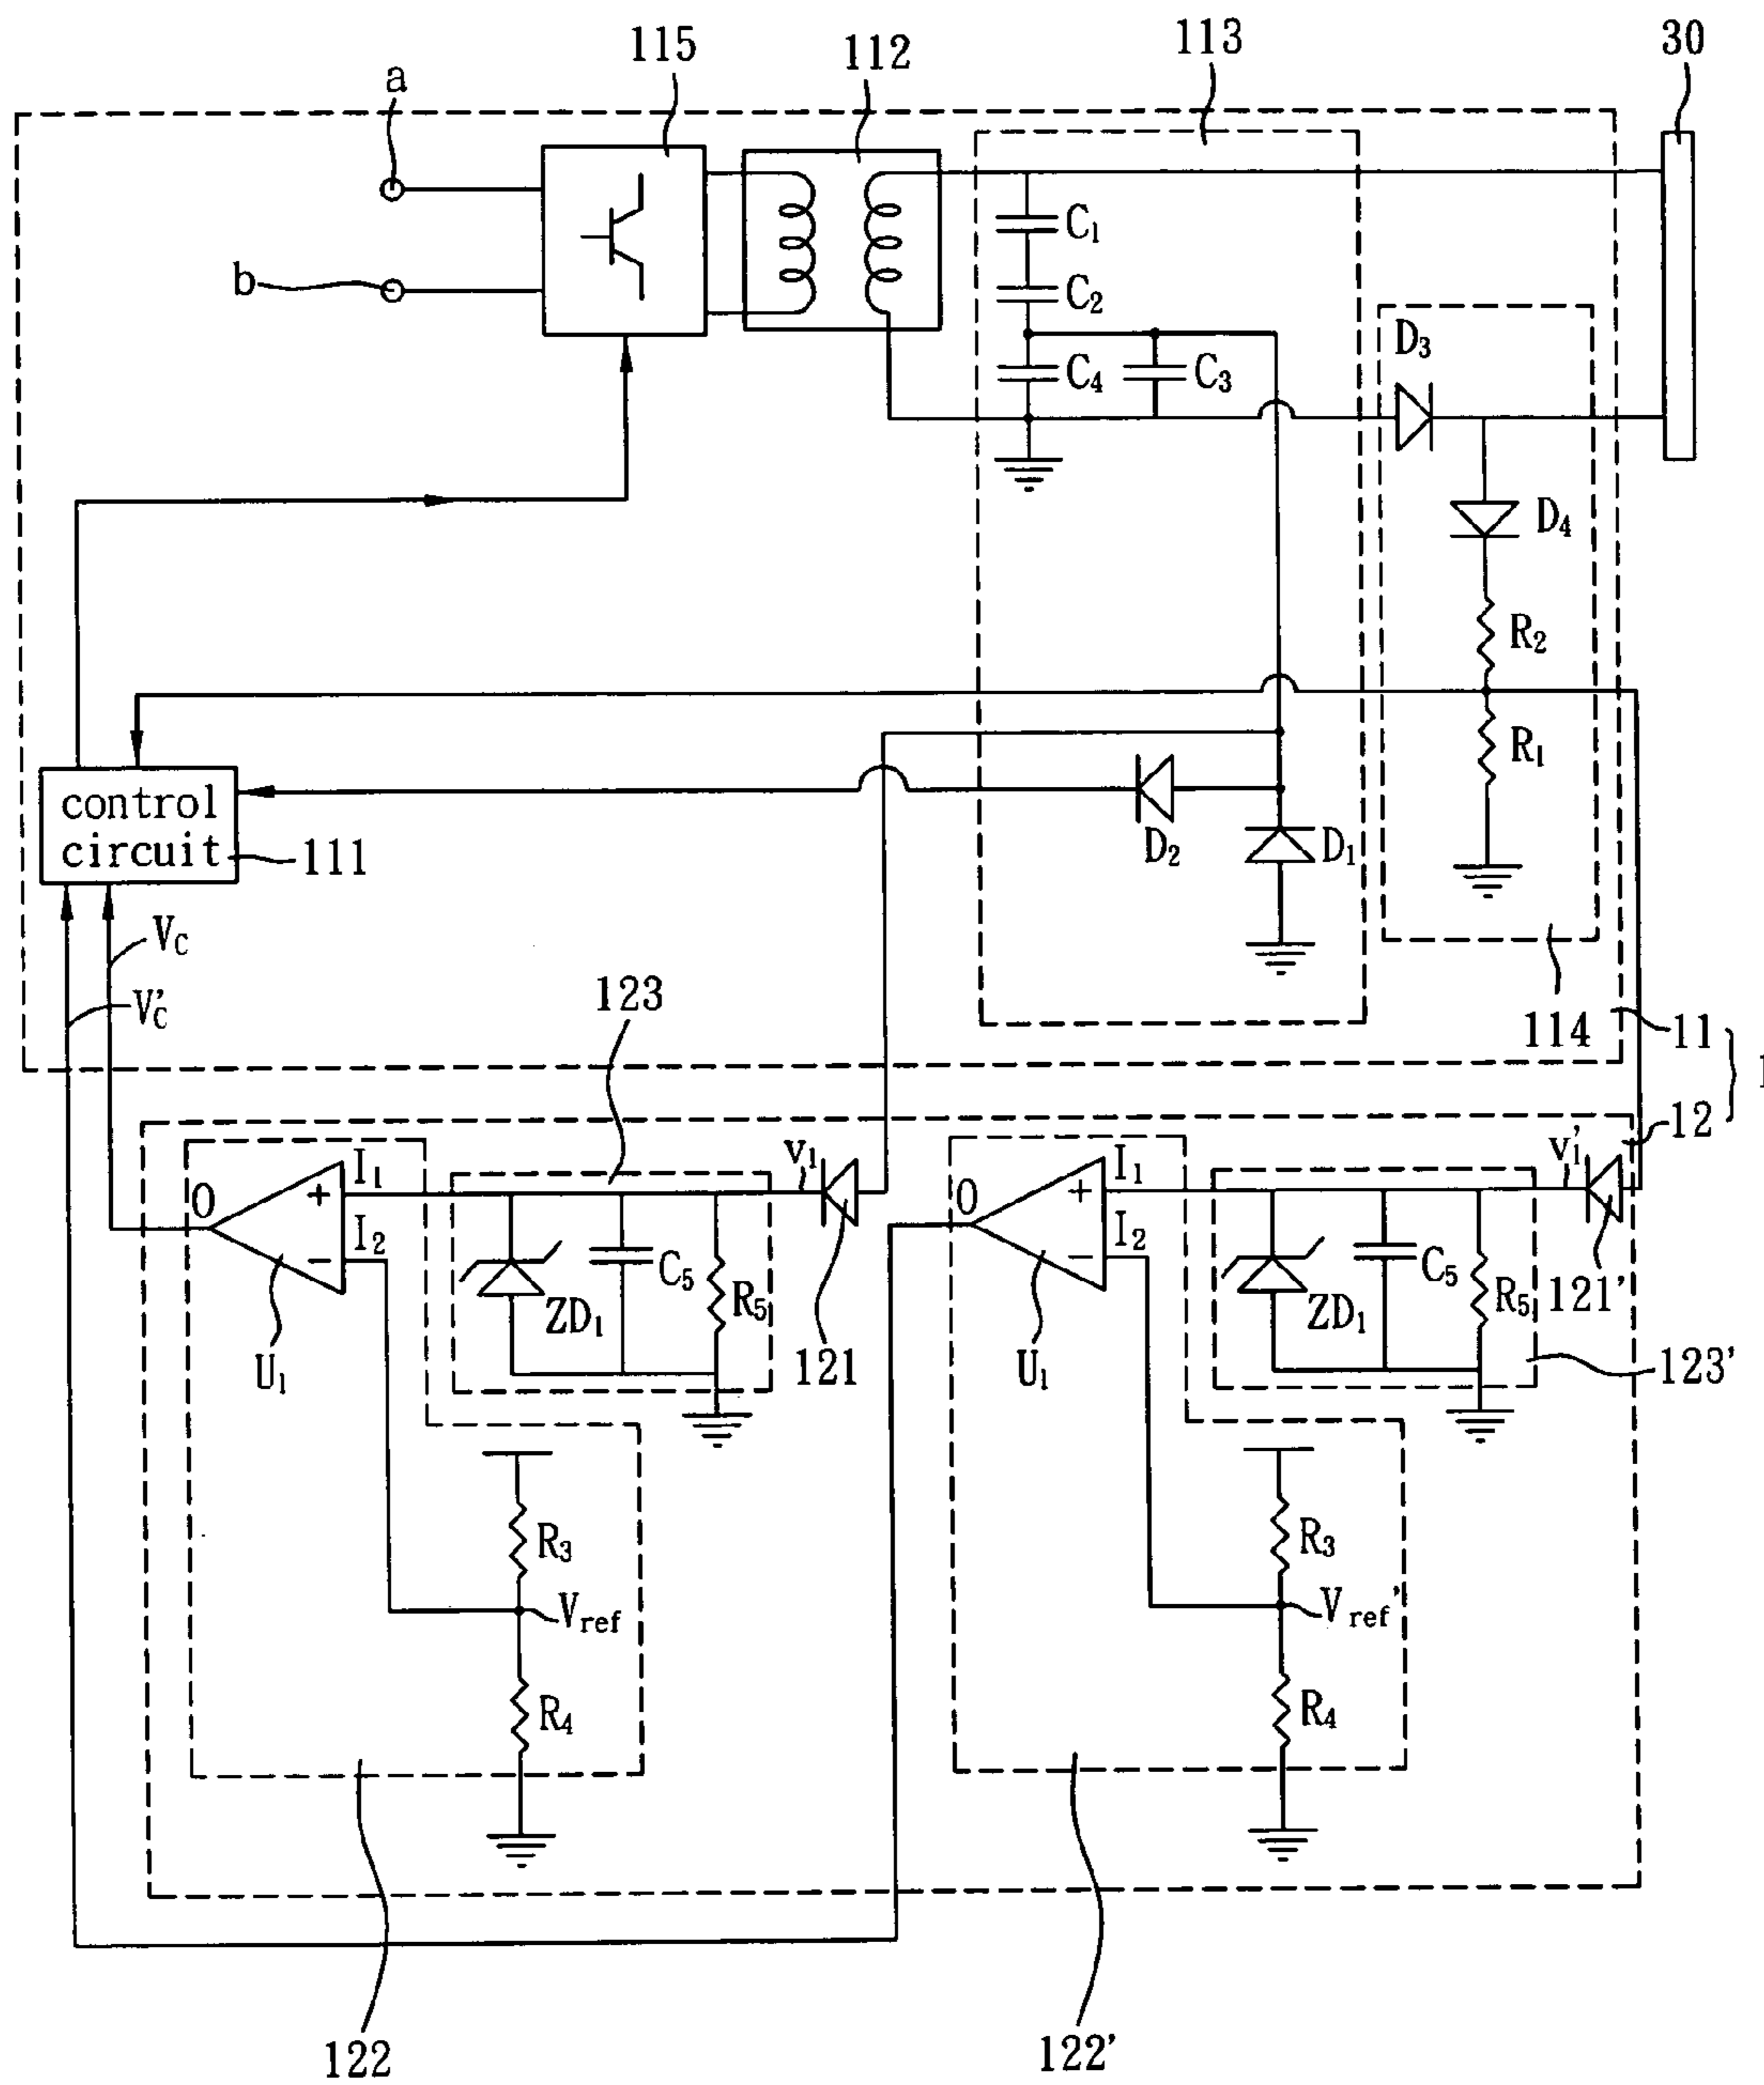 115
112
113
30
a
b
C1
C2
C4
C3
D3
D4
R2
R1
control
circuit
111
D2
D1
VC
V'C
123
114
11
1
12
O
I1
I2
+
−
U1
ZD1
C5
R5
v1
121
O
I1
I2
+
−
U1
ZD1
C5
R5
v1'
121'
123'
R3
Vref
R4
R3
Vref'
R4
122
122'